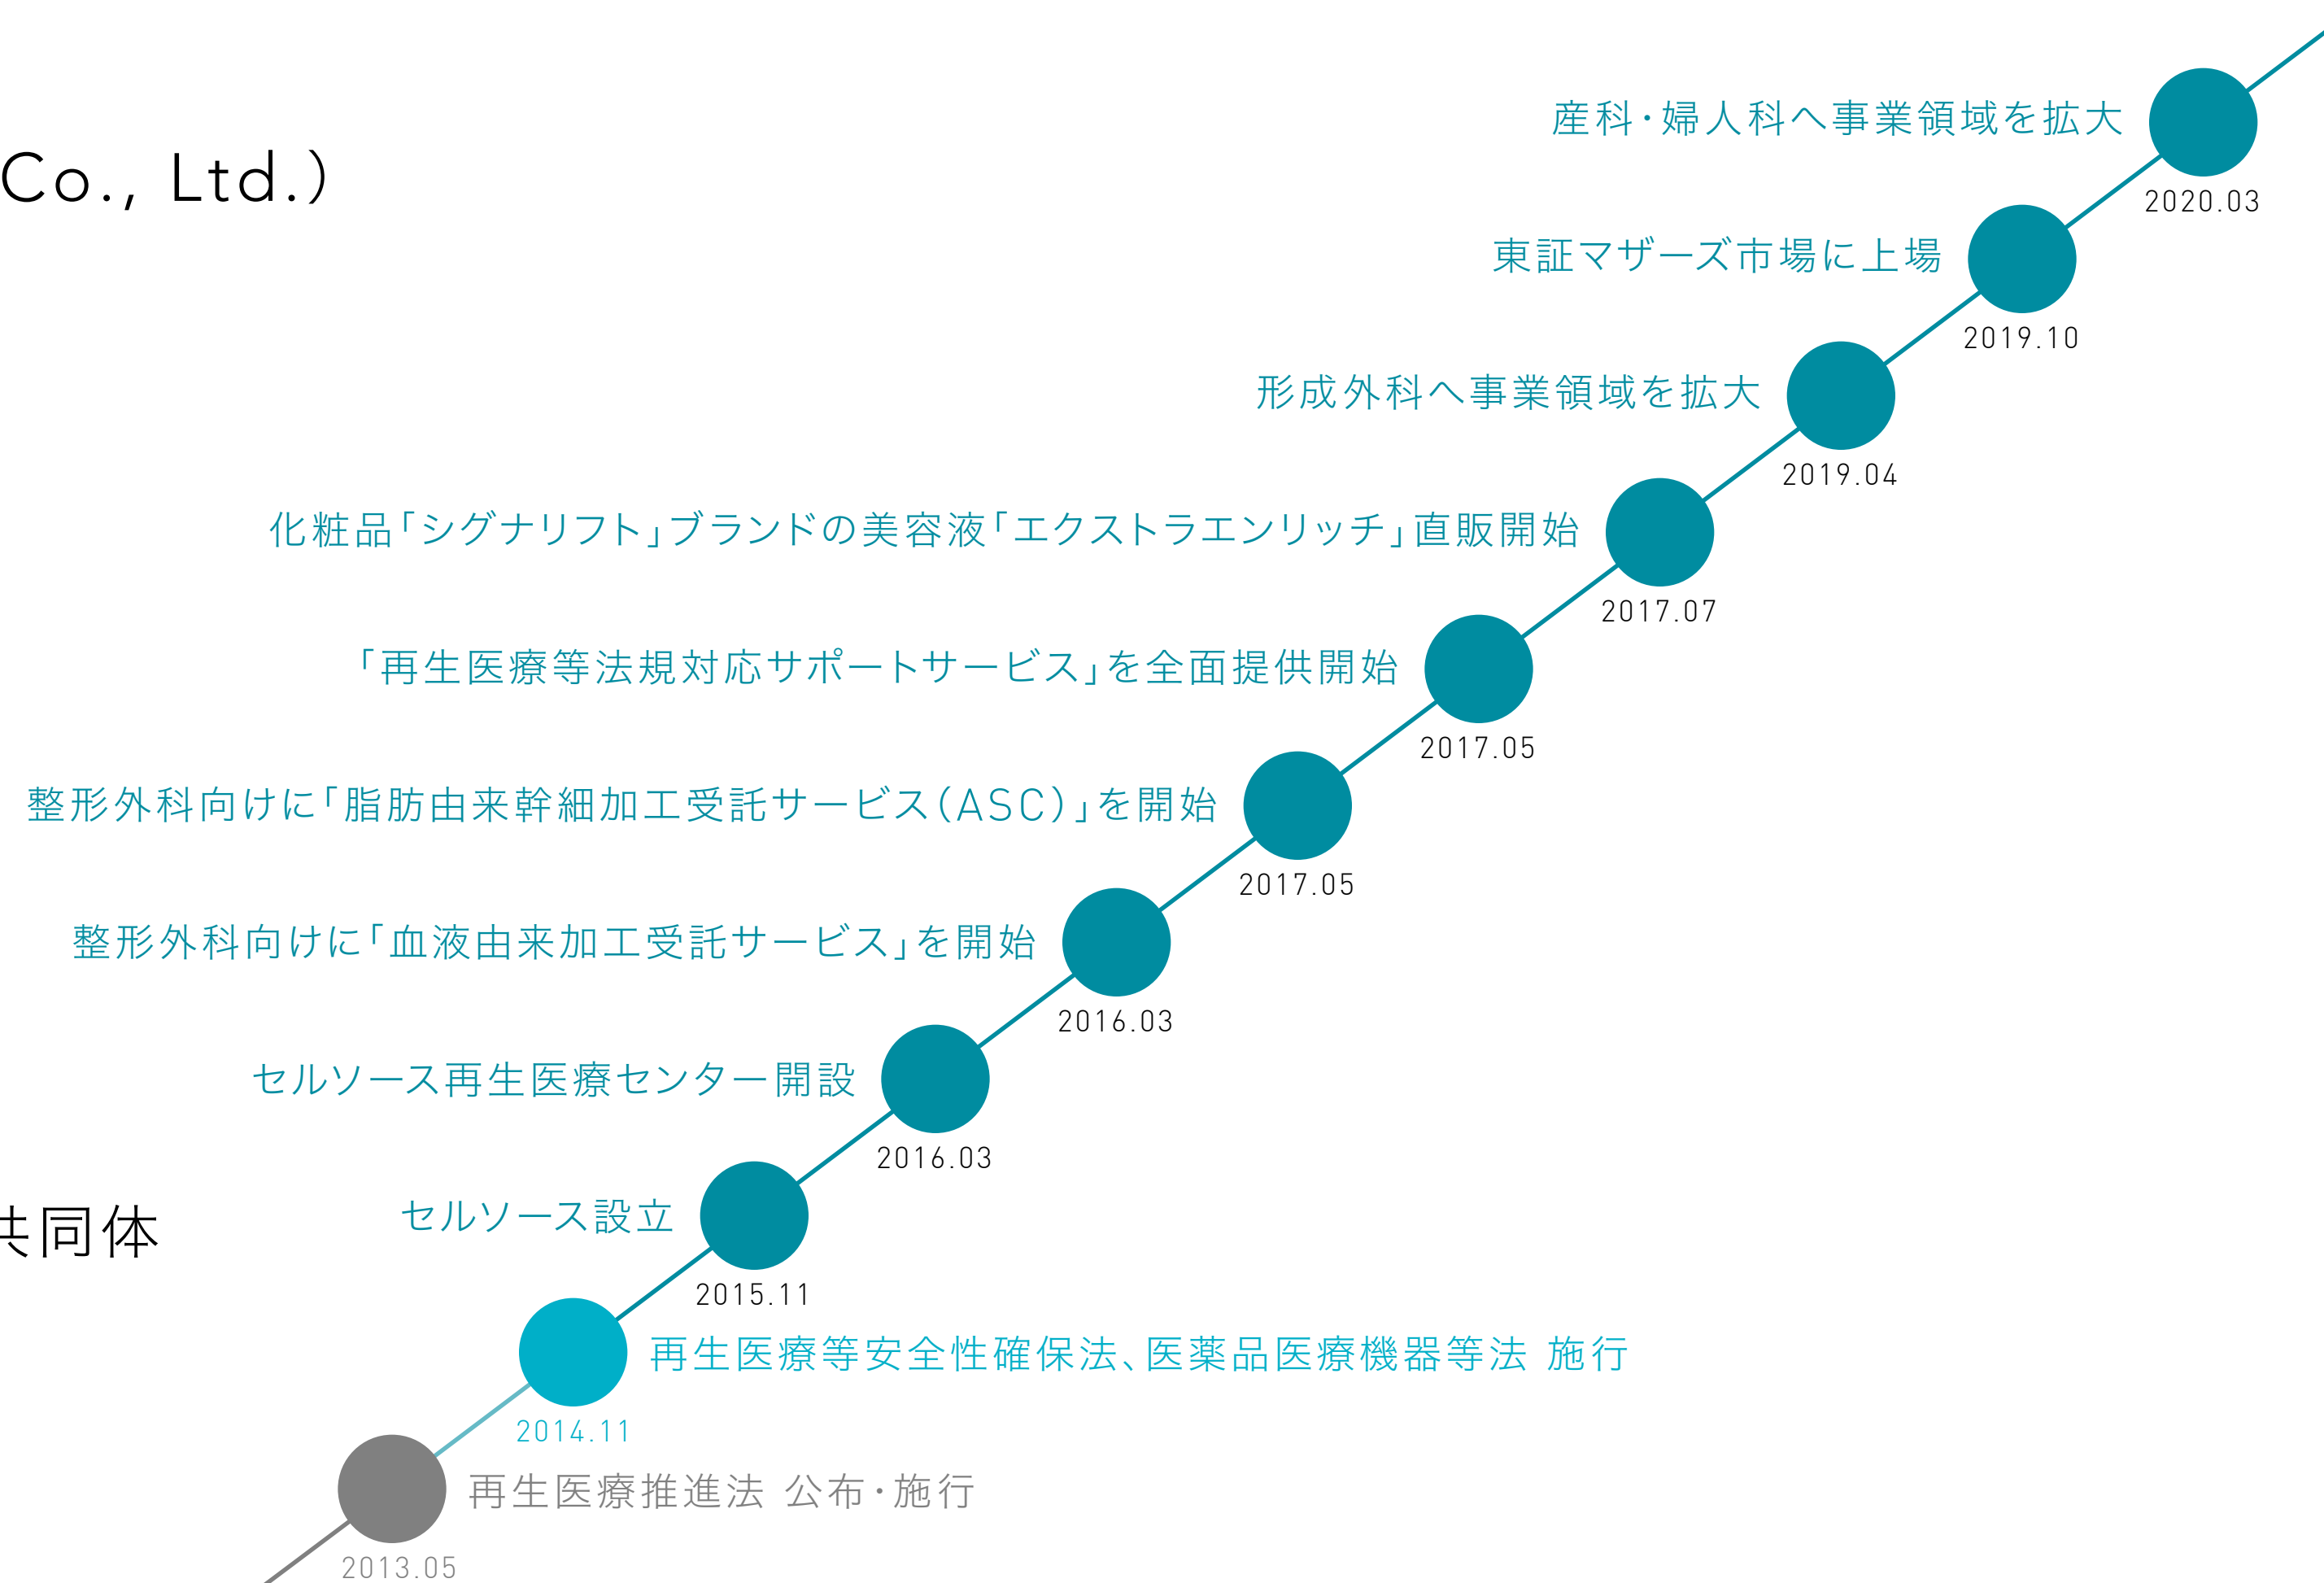 産科・婦人科へ事業領域を拡大
2020.03
Co., Ltd.）
東証マザーズ市場に上場
2019.10
形成外科へ事業領域を拡大
2019.04
化粧品「シグナリフト」ブランドの美容液「エクストラエンリッチ」直販開始
2017.07
「再生医療等法規対応サポートサービス」を全面提供開始
2017.05
整形外科向けに「脂肪由来幹細加工受託サービス（ASC）」を開始
2017.05
整形外科向けに「血液由来加工受託サービス」を開始
2016.03
セルソース再生医療センター開設
2016.03
セルソース設立
2015.11
共同体
再生医療等安全性確保法、医薬品医療機器等法 施行
2014.11
再生医療推進法 公布・施行
2013.05